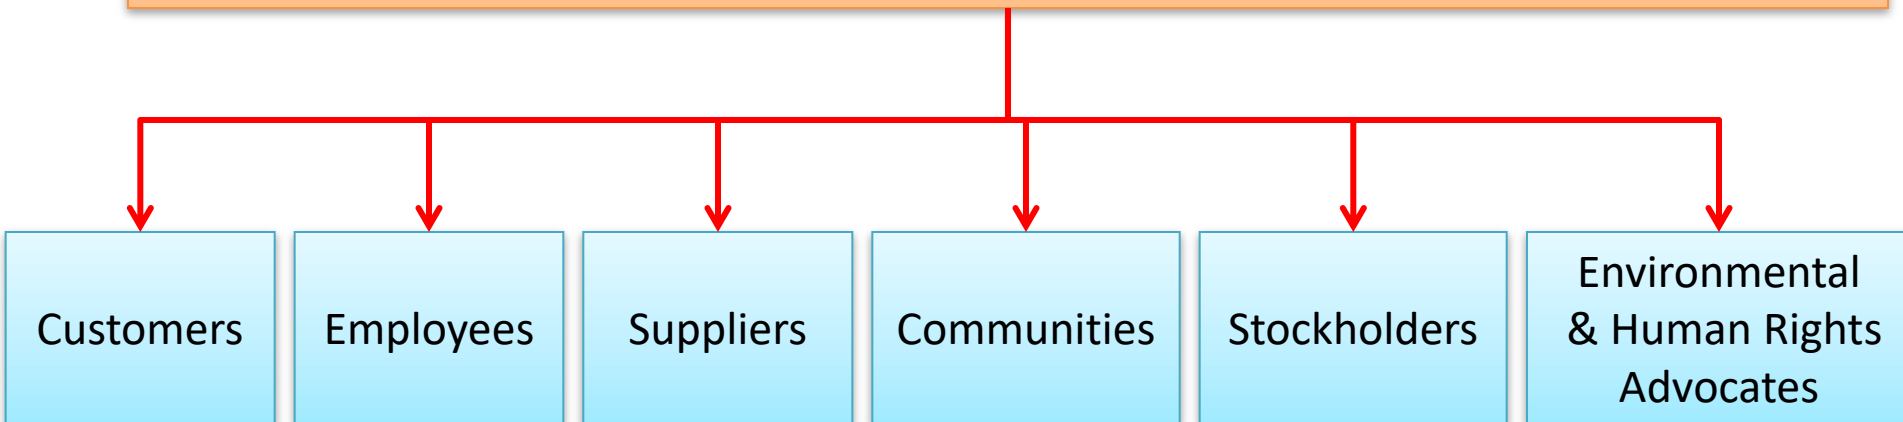 Customers
Employees
Suppliers
Communities
Stockholders
Environmental
& Human Rights
Advocates